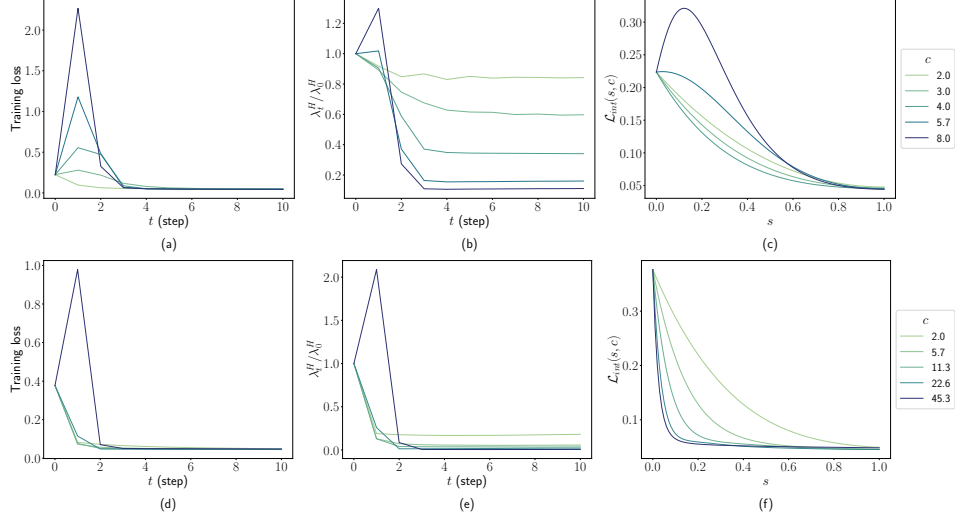 Training loss
2.0
1.5
1.0
0.5
0.0
0 2 4 6 8 10
t (step)
(a)
λ_t^H/λ_0^H
1.2
1.0
0.8
0.6
0.4
0.2
0 2 4 6 8 10
t (step)
(b)
ℒ_int(s, c)
0.30
0.25
0.20
0.15
0.10
0.05
0.0 0.2 0.4 0.6 0.8 1.0
s
(c)
c
2.0
3.0
4.0
5.7
8.0
Training loss
1.0
0.8
0.6
0.4
0.2
0.0
0 2 4 6 8 10
t (step)
(d)
λ_t^H/λ_0^H
2.0
1.5
1.0
0.5
0.0
0 2 4 6 8 10
t (step)
(e)
ℒ_int(s, c)
0.3
0.2
0.1
0.0 0.2 0.4 0.6 0.8 1.0
s
(f)
c
2.0
5.7
11.3
22.6
45.3